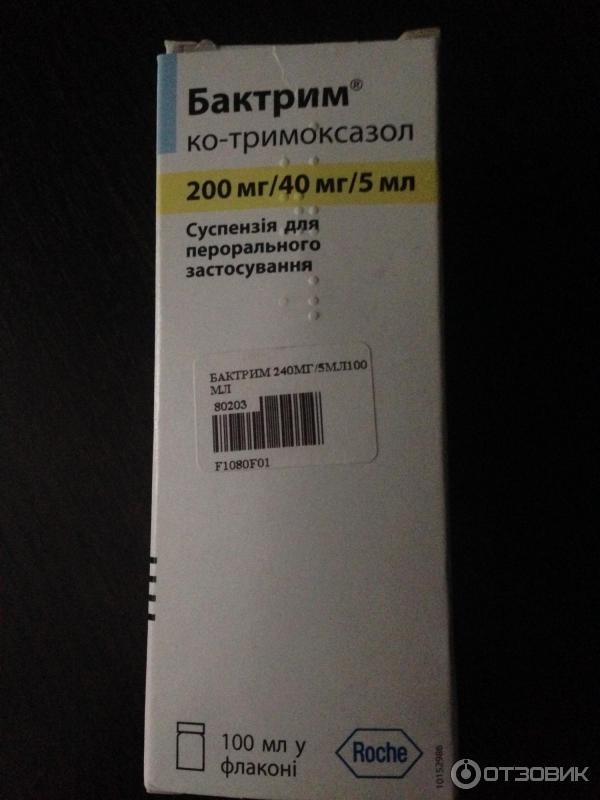 Бактрим®
ко-тримоксазол
200 мг/40 мг/5 мл
Суспензія для
перорального
застосування
БАКТРИМ 240МГ/5МЛ100
МЛ
80203
F1080F01
100 мл у
флаконі
Roche
10152986
ОТЗОВИК